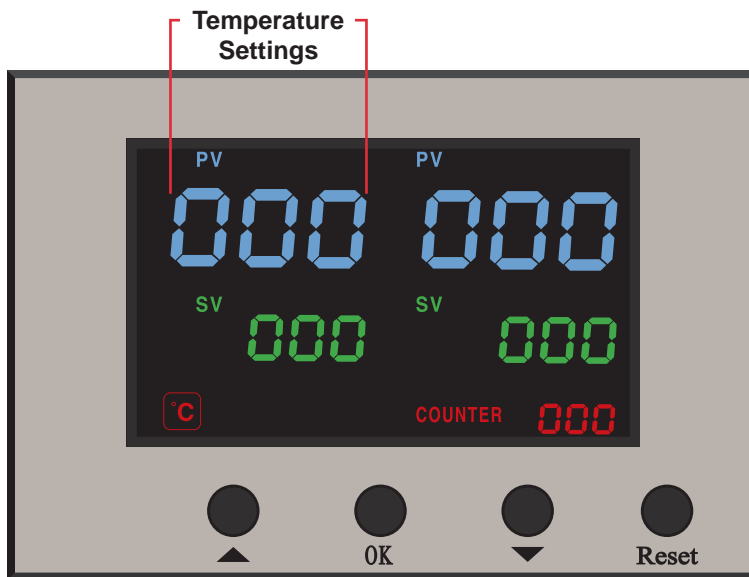 Temperature
Settings
PV PV
000 000
SV SV
000 000
°C COUNTER 000
OK Reset